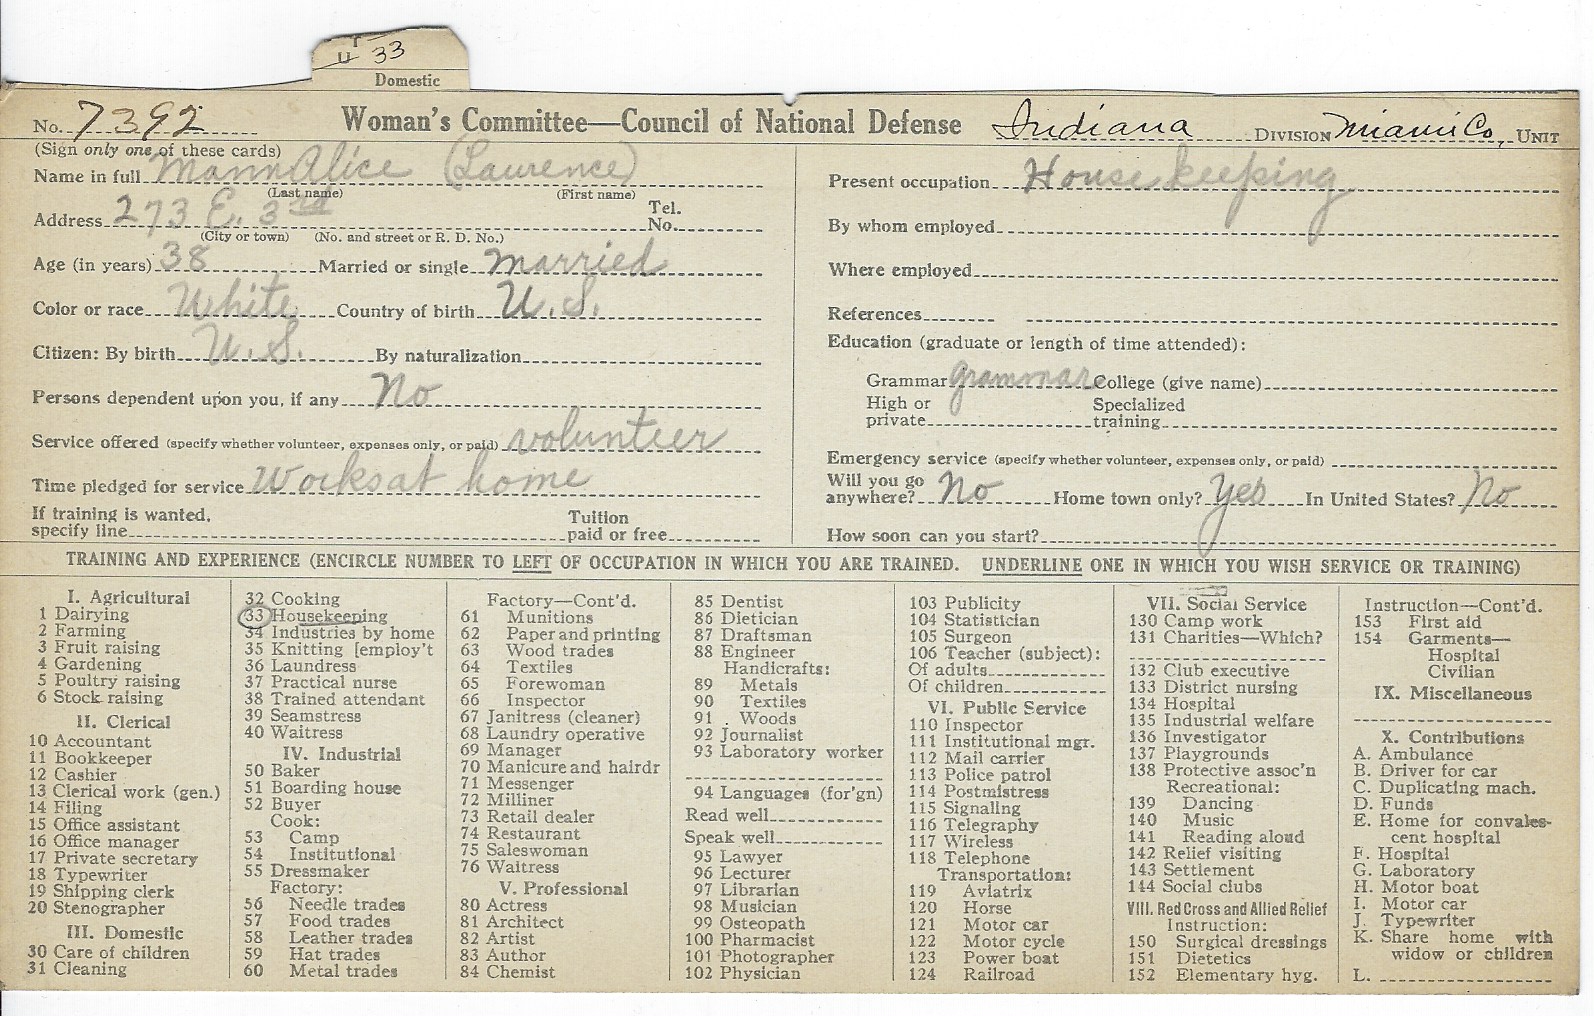 33
Domestic
No. 7392 Woman's Committee—Council of National Defense Indiana Division Miami Co, Unit
(Sign only one of these cards)
Name in full Mann Alice (Laurence)
(Last name) (First name)
Address 273 E. 3rd Tel. No.
(City or town) (No. and street or R. D. No.)
Age (in years) 38 Married or single Married
Color or race White Country of birth U.S.
Citizen: By birth U.S. By naturalization
Persons dependent upon you, if any No
Service offered (specify whether volunteer, expenses only, or paid) volunteer
Time pledged for service Works at home
If training is wanted, specify line Tuition paid or free
Present occupation House keeping
By whom employed
Where employed
References
Education (graduate or length of time attended):
Grammar grammar College (give name)
High or private Specialized training
Emergency service (specify whether volunteer, expenses only, or paid)
Will you go anywhere? No Home town only? Yes In United States? No
How soon can you start?
TRAINING AND EXPERIENCE (ENCIRCLE NUMBER TO LEFT OF OCCUPATION IN WHICH YOU ARE TRAINED. UNDERLINE ONE IN WHICH YOU WISH SERVICE OR TRAINING)
I. Agricultural
1 Dairying
2 Farming
3 Fruit raising
4 Gardening
5 Poultry raising
6 Stock raising
II. Clerical
10 Accountant
11 Bookkeeper
12 Cashier
13 Clerical work (gen.)
14 Filing
15 Office assistant
16 Office manager
17 Private secretary
18 Typewriter
19 Shipping clerk
20 Stenographer
III. Domestic
30 Care of children
31 Cleaning
32 Cooking
33 Housekeeping
34 Industries by home
35 Knitting [employ't
36 Laundress
37 Practical nurse
38 Trained attendant
39 Seamstress
40 Waitress
IV. Industrial
50 Baker
51 Boarding house
52 Buyer
Cook:
53 Camp
54 Institutional
55 Dressmaker
Factory:
56 Needle trades
57 Food trades
58 Leather trades
59 Hat trades
60 Metal trades
Factory—Cont'd.
61 Munitions
62 Paper and printing
63 Wood trades
64 Textiles
65 Forewoman
66 Inspector
67 Janitress (cleaner)
68 Laundry operative
69 Manager
70 Manicure and hairdr
71 Messenger
72 Milliner
73 Retail dealer
74 Restaurant
75 Saleswoman
76 Waitress
V. Professional
80 Actress
81 Architect
82 Artist
83 Author
84 Chemist
85 Dentist
86 Dietician
87 Draftsman
88 Engineer
Handicrafts:
89 Metals
90 Textiles
91 Woods
92 Journalist
93 Laboratory worker
94 Languages (for'gn)
Read well
Speak well
95 Lawyer
96 Lecturer
97 Librarian
98 Musician
99 Osteopath
100 Pharmacist
101 Photographer
102 Physician
103 Publicity
104 Statistician
105 Surgeon
106 Teacher (subject):
Of adults
Of children
VI. Public Service
110 Inspector
111 Institutional mgr.
112 Mail carrier
113 Police patrol
114 Postmistress
115 Signaling
116 Telegraphy
117 Wireless
118 Telephone
Transportation:
119 Aviatrix
120 Horse
121 Motor car
122 Motor cycle
123 Power boat
124 Railroad
VII. Social Service
130 Camp work
131 Charities—Which?
132 Club executive
133 District nursing
134 Hospital
135 Industrial welfare
136 Investigator
137 Playgrounds
138 Protective assoc'n
Recreational:
139 Dancing
140 Music
141 Reading aloud
142 Relief visiting
143 Settlement
144 Social clubs
VIII. Red Cross and Allied Relief
Instruction:
150 Surgical dressings
151 Dietetics
152 Elementary hyg.
Instruction—Cont'd.
153 First aid
154 Garments—
Hospital
Civilian
IX. Miscellaneous
X. Contributions
A. Ambulance
B. Driver for car
C. Duplicating mach.
D. Funds
E. Home for convales-
cent hospital
F. Hospital
G. Laboratory
H. Motor boat
I. Motor car
J. Typewriter
K. Share home with
widow or children
L.